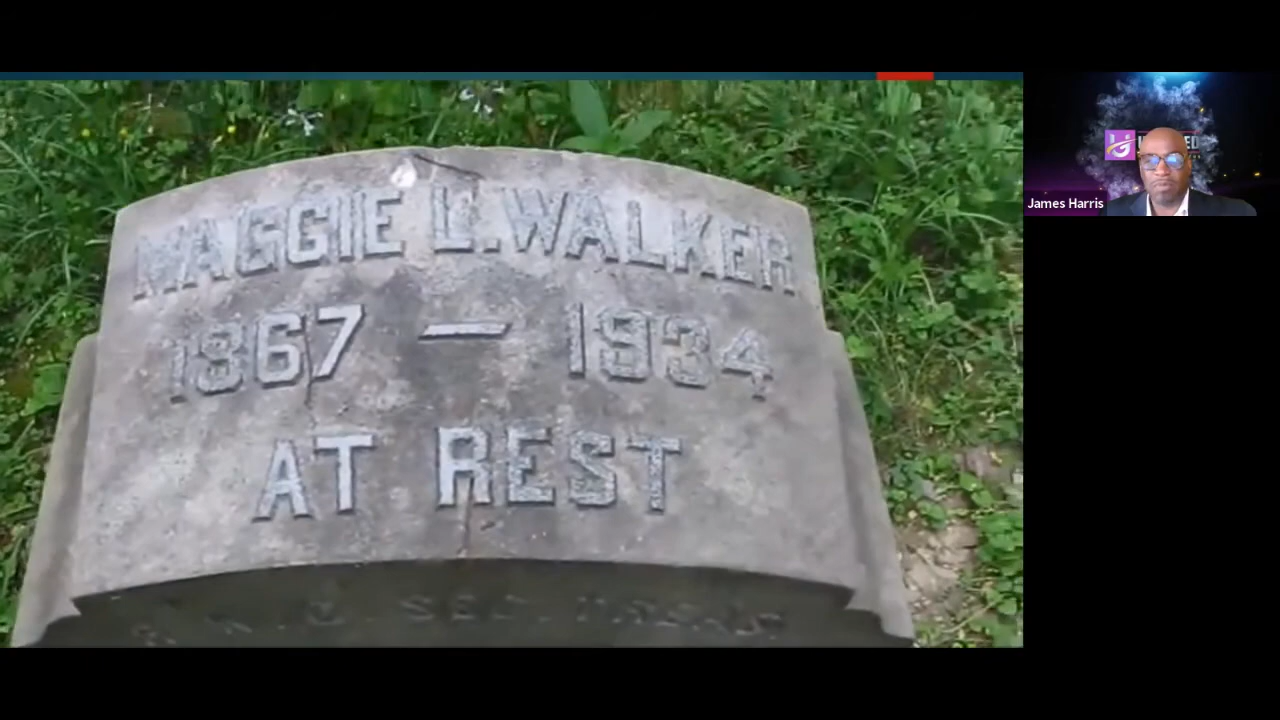 MAGGIE L. WALKER
1867 — 1934
AT REST
James Harris